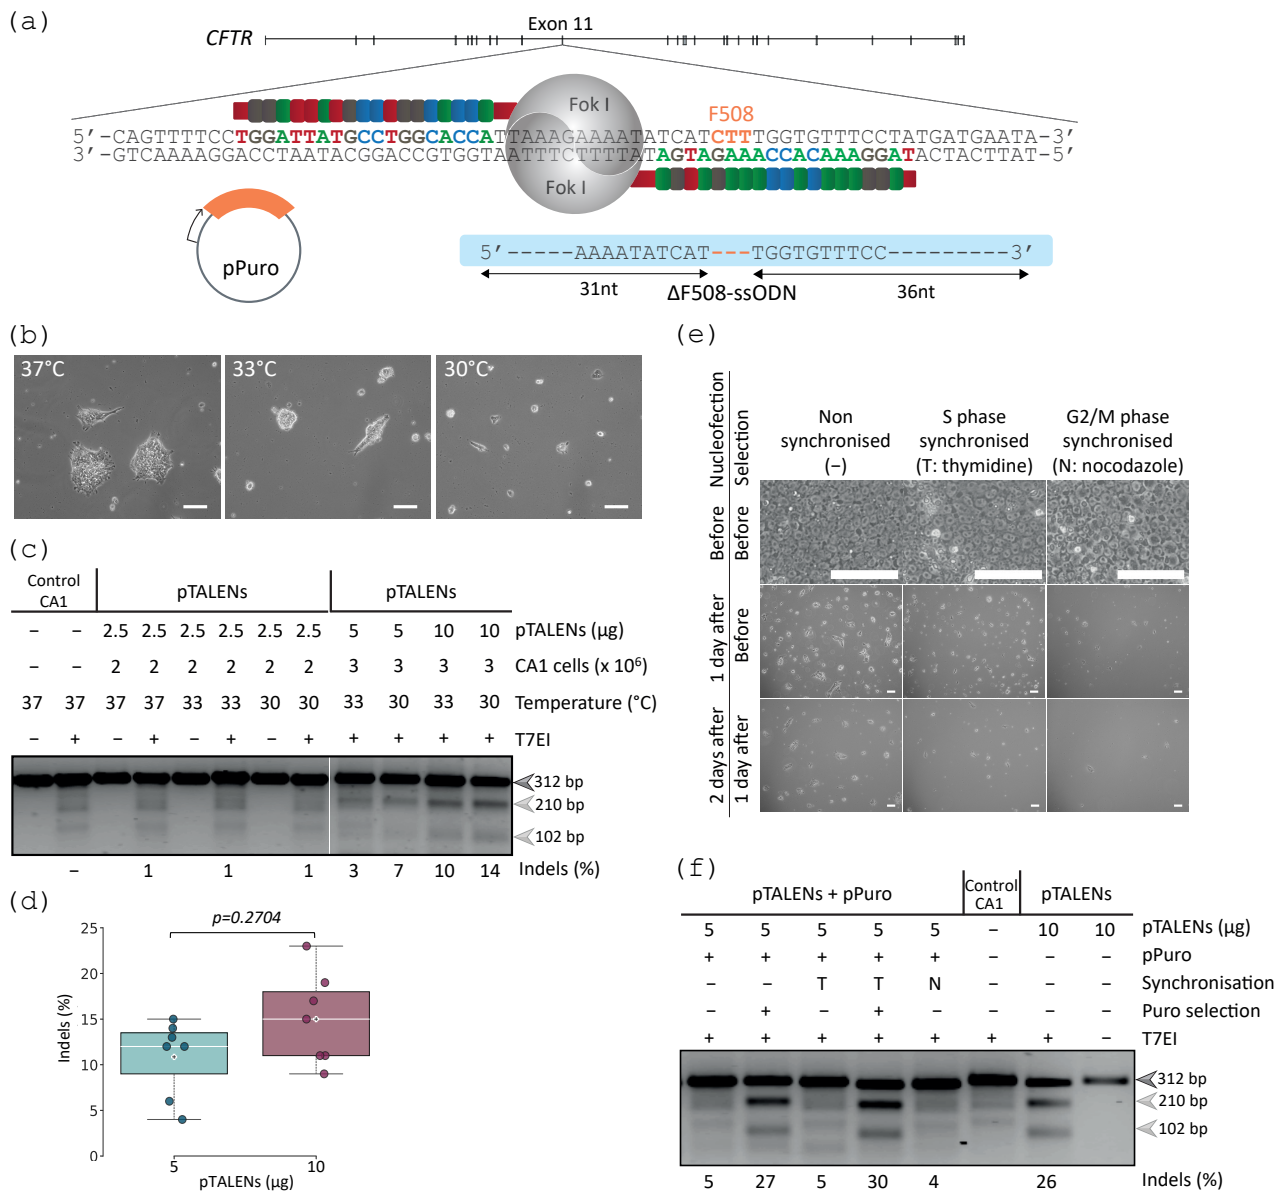 (a)
Exon 11
CFTR
Fok I
F508
5’–CAGTTTTCCTGGATTATGCCTGGCACCATTAAAGAAAATATCATCTTTGGTGTTTCCTATGATGAATA–3’
3’–GTCAAAAGGACCTAATACGGACCGTGGTAATTTCTTTTATAGTAGAAACCACAAAGGATACTACTTAT–5’
Fok I
pPuro
5’-----AAAATATCAT---TGGTGTTTCC---------3’
31nt
ΔF508-ssODN
36nt
(b)
37°C
33°C
30°C
(c)
Control CA1
pTALENs
pTALENs
– – 2.5 2.5 2.5 2.5 2.5 2.5 5 5 10 10 pTALENs (µg)
– – 2 2 2 2 2 2 3 3 3 3 CA1 cells (x 10⁶)
37 37 37 37 33 33 30 30 33 30 33 30 Temperature (°C)
– + – + – + – + + + + + T7EI
312 bp
210 bp
102 bp
– 1 1 1 3 7 10 14 Indels (%)
(d)
p=0.2704
25
20
15
10
5
0
Indels (%)
5 10
pTALENs (µg)
(e)
Nucleofection
Selection
Non synchronised (–)
S phase synchronised (T: thymidine)
G2/M phase synchronised (N: nocodazole)
Before
Before
1 day after
Before
2 days after
1 day after
(f)
pTALENs + pPuro
Control CA1
pTALENs
5 5 5 5 5 – 10 10 pTALENs (µg)
+ + + + + – – – pPuro
– – T T N – – – Synchronisation
– + – + – – – – Puro selection
+ + + + + + + – T7EI
312 bp
210 bp
102 bp
5 27 5 30 4 26 Indels (%)